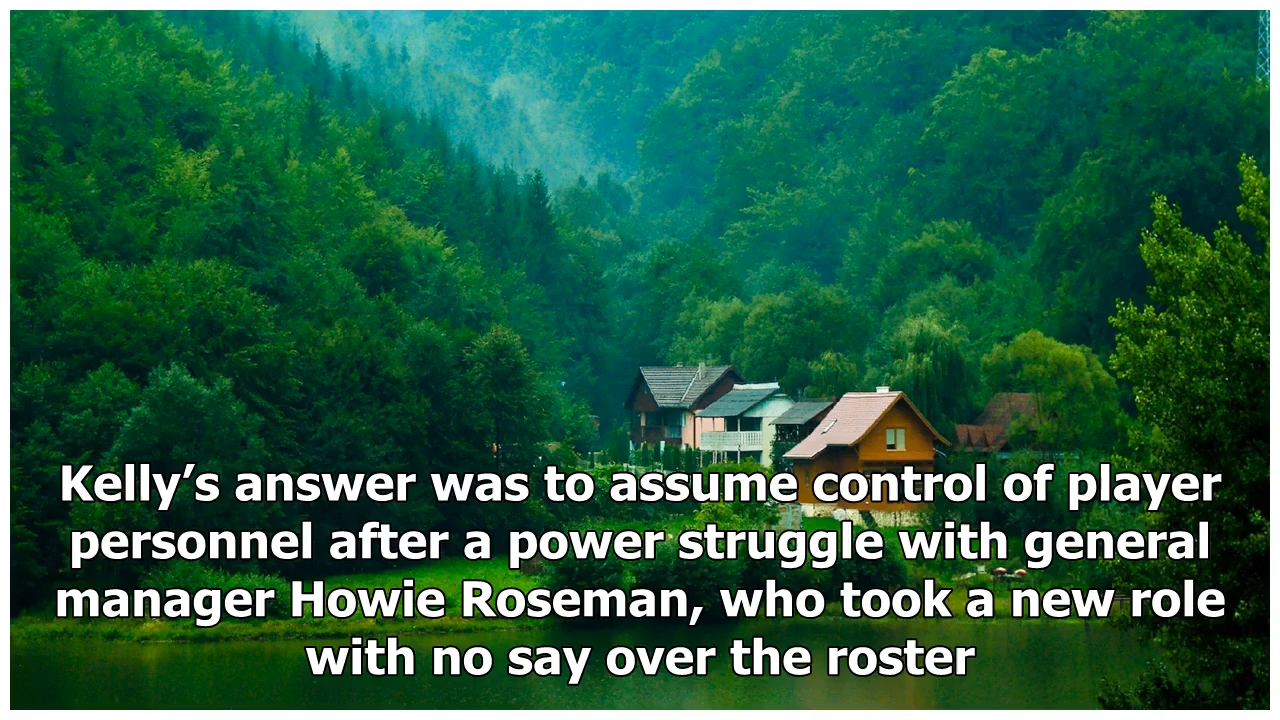 Kelly’s answer was to assume control of player
personnel after a power struggle with general
manager Howie Roseman, who took a new role
with no say over the roster